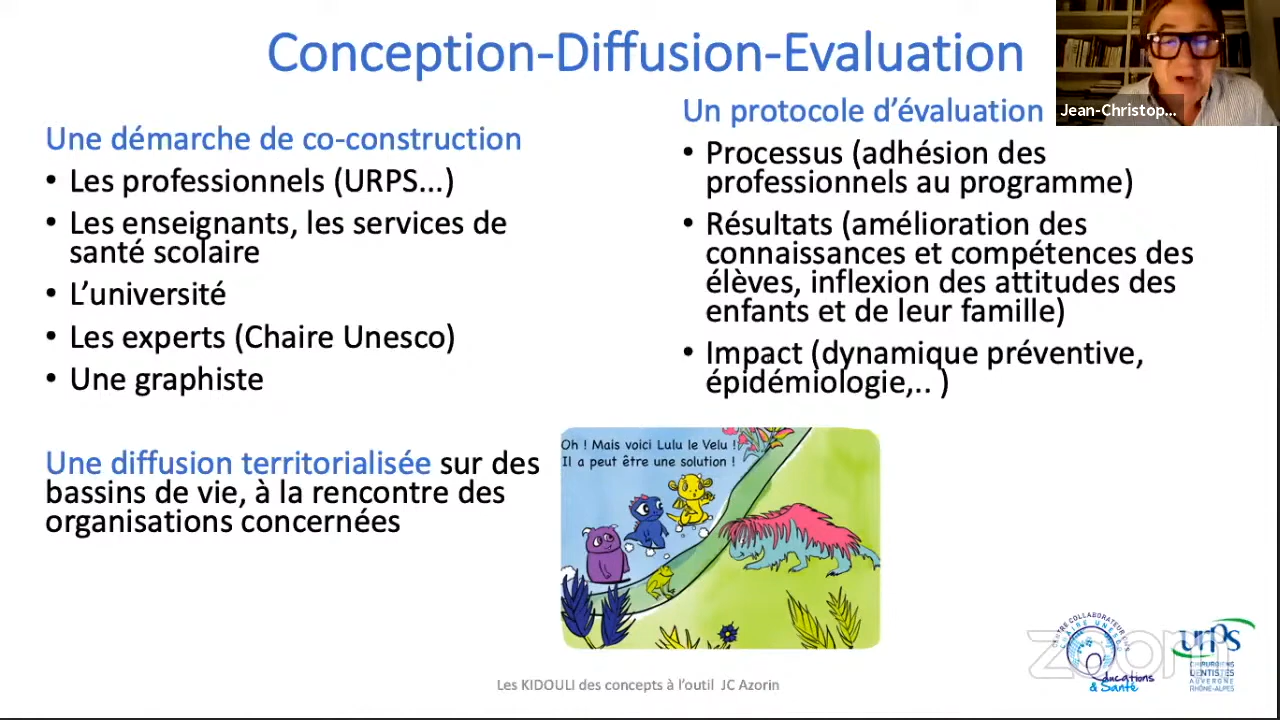 Conception-Diffusion-Evaluation
Jean-Christop...
Une démarche de co-construction
• Les professionnels (URPS...)
• Les enseignants, les services de
santé scolaire
• L’université
• Les experts (Chaire Unesco)
• Une graphiste
Une diffusion territorialisée sur des
bassins de vie, à la rencontre des
organisations concernées
Un protocole d’évaluation
• Processus (adhésion des
professionnels au programme)
• Résultats (amélioration des
connaissances et compétences des
élèves, inflexion des attitudes des
enfants et de leur famille)
• Impact (dynamique préventive,
épidémiologie,.. )
Oh ! Mais voici Lulu le Velu !
Il a peut être une solution !
Les KIDOULI des concepts à l’outil JC Azorin
zoom
CHAIRE UNESCO
Educations
& Santé
urps
CHIRURGIENS
DENTISTES
AUVERGNE
RHÔNE-ALPES